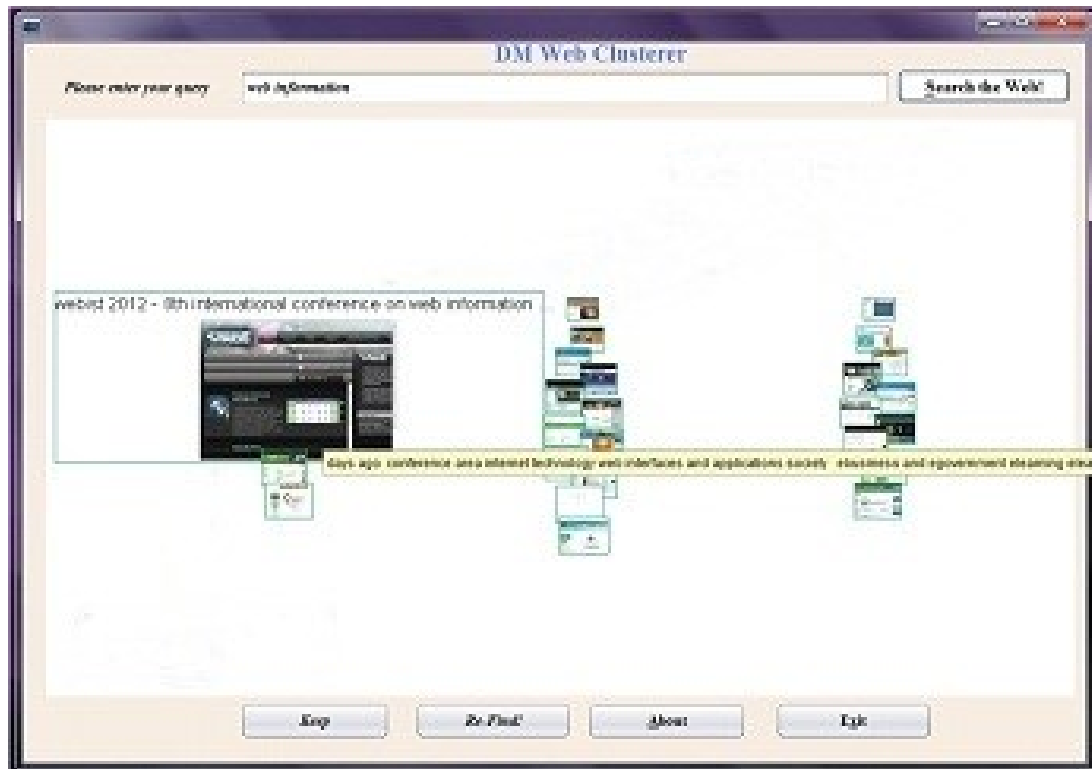 DM Web Clusterer
Please enter your query
web information
Search the Web!
webist 2012 - 8th international conference on web information
days ago conference area internet technology web interfaces and applications society ebusiness and egovernment elearning
Keep
Re-Find!
About
Exit